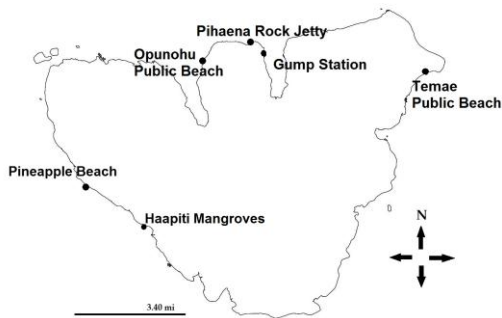 Pihaena Rock Jetty
Opunohu
Public Beach
Gump Station
Temae
Public Beach
Pineapple Beach
Haapiti Mangroves
N
3.40 mi